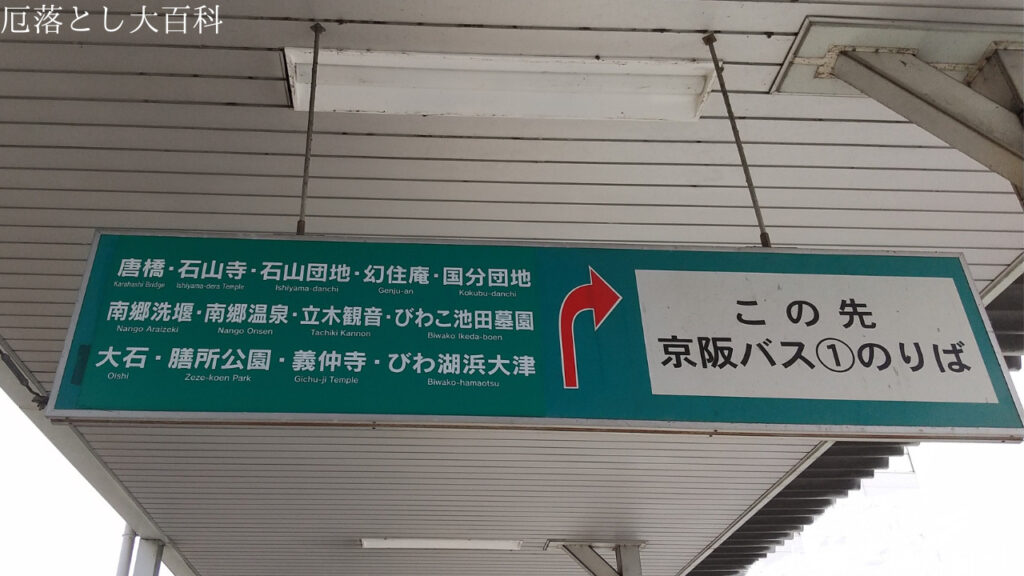 厄落とし大百科
唐橋・石山寺・石山団地・幻住庵・国分団地
Karahashi Bridge Ishiyama-dera Temple Ishiyama-danchi Genju-an Kokubu-danchi
南郷洗堰・南郷温泉・立木観音・びわこ池田墓園
Nango Araizeki Nango Onsen Tachiki Kannon Biwako Ikeda-boen
大石・膳所公園・義仲寺・びわ湖浜大津
Oishi Zeze-koen Park Gichu-ji Temple Biwako-hamaotsu
この先
京阪バス①のりば